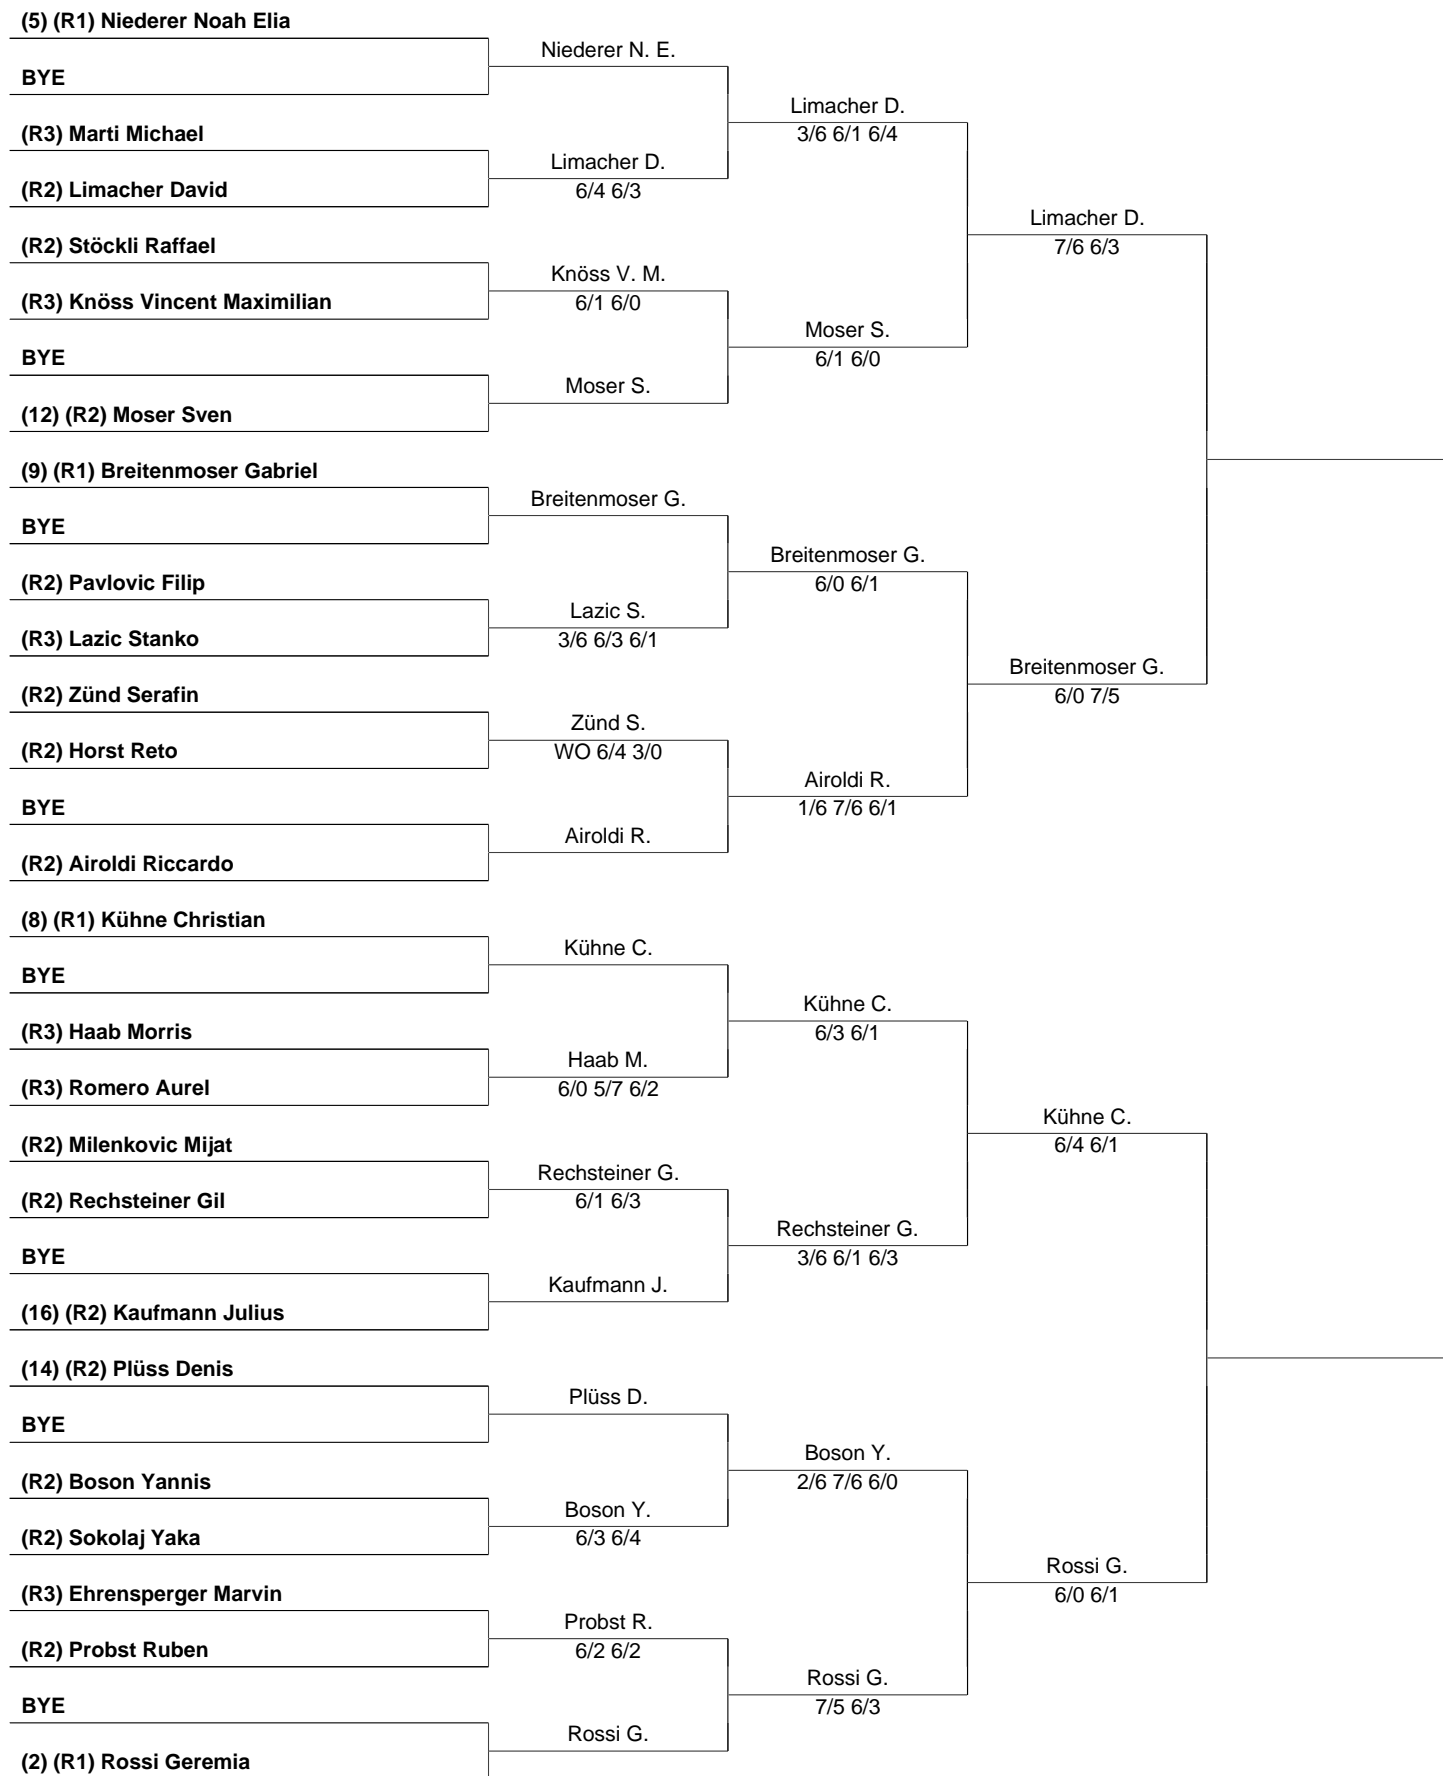 (5) (R1) Niederer Noah Elia
Niederer N. E.
BYE
Limacher D.
3/6 6/1 6/4
(R3) Marti Michael
Limacher D.
6/4 6/3
(R2) Limacher David
Limacher D.
7/6 6/3
(R2) Stöckli Raffael
Knöss V. M.
6/1 6/0
(R3) Knöss Vincent Maximilian
Moser S.
6/1 6/0
BYE
Moser S.
(12) (R2) Moser Sven
(9) (R1) Breitenmoser Gabriel
Breitenmoser G.
BYE
Breitenmoser G.
6/0 6/1
(R2) Pavlovic Filip
Lazic S.
3/6 6/3 6/1
(R3) Lazic Stanko
Breitenmoser G.
6/0 7/5
(R2) Zünd Serafin
Zünd S.
WO 6/4 3/0
(R2) Horst Reto
Airoldi R.
1/6 7/6 6/1
BYE
Airoldi R.
(R2) Airoldi Riccardo
(8) (R1) Kühne Christian
Kühne C.
BYE
Kühne C.
6/3 6/1
(R3) Haab Morris
Haab M.
6/0 5/7 6/2
(R3) Romero Aurel
Kühne C.
6/4 6/1
(R2) Milenkovic Mijat
Rechsteiner G.
6/1 6/3
(R2) Rechsteiner Gil
Rechsteiner G.
3/6 6/1 6/3
BYE
Kaufmann J.
(16) (R2) Kaufmann Julius
(14) (R2) Plüss Denis
Plüss D.
BYE
Boson Y.
2/6 7/6 6/0
(R2) Boson Yannis
Boson Y.
6/3 6/4
(R2) Sokolaj Yaka
Rossi G.
6/0 6/1
(R3) Ehrensperger Marvin
Probst R.
6/2 6/2
(R2) Probst Ruben
Rossi G.
7/5 6/3
BYE
Rossi G.
(2) (R1) Rossi Geremia